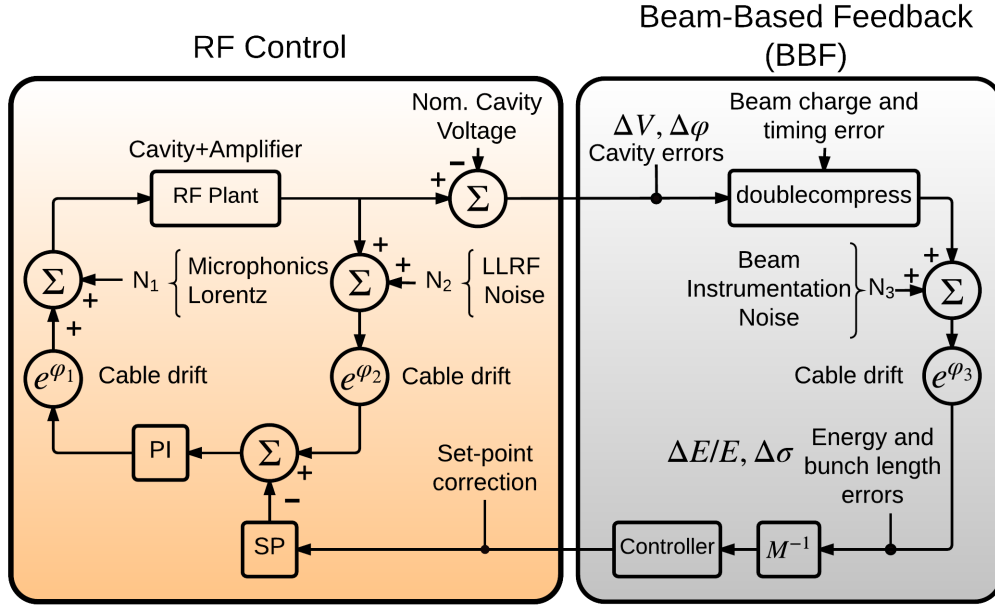 RF Control
Beam-Based Feedback
(BBF)
Nom. Cavity
Voltage
Cavity+Amplifier
RF Plant
−
+
Σ
ΔV, Δφ
Cavity errors
Beam charge and
timing error
doublecompress
+
Σ
+
N₁
Microphonics
Lorentz
+
+
Σ
+
N₂
LLRF
Noise
Beam
Instrumentation
Noise
N₃
+
+
Σ
e^φ₁
Cable drift
e^φ₂
Cable drift
Cable drift
e^φ₃
PI
Σ
+
−
SP
Set-point
correction
ΔE/E, Δσ
Energy and
bunch length
errors
Controller
M⁻¹